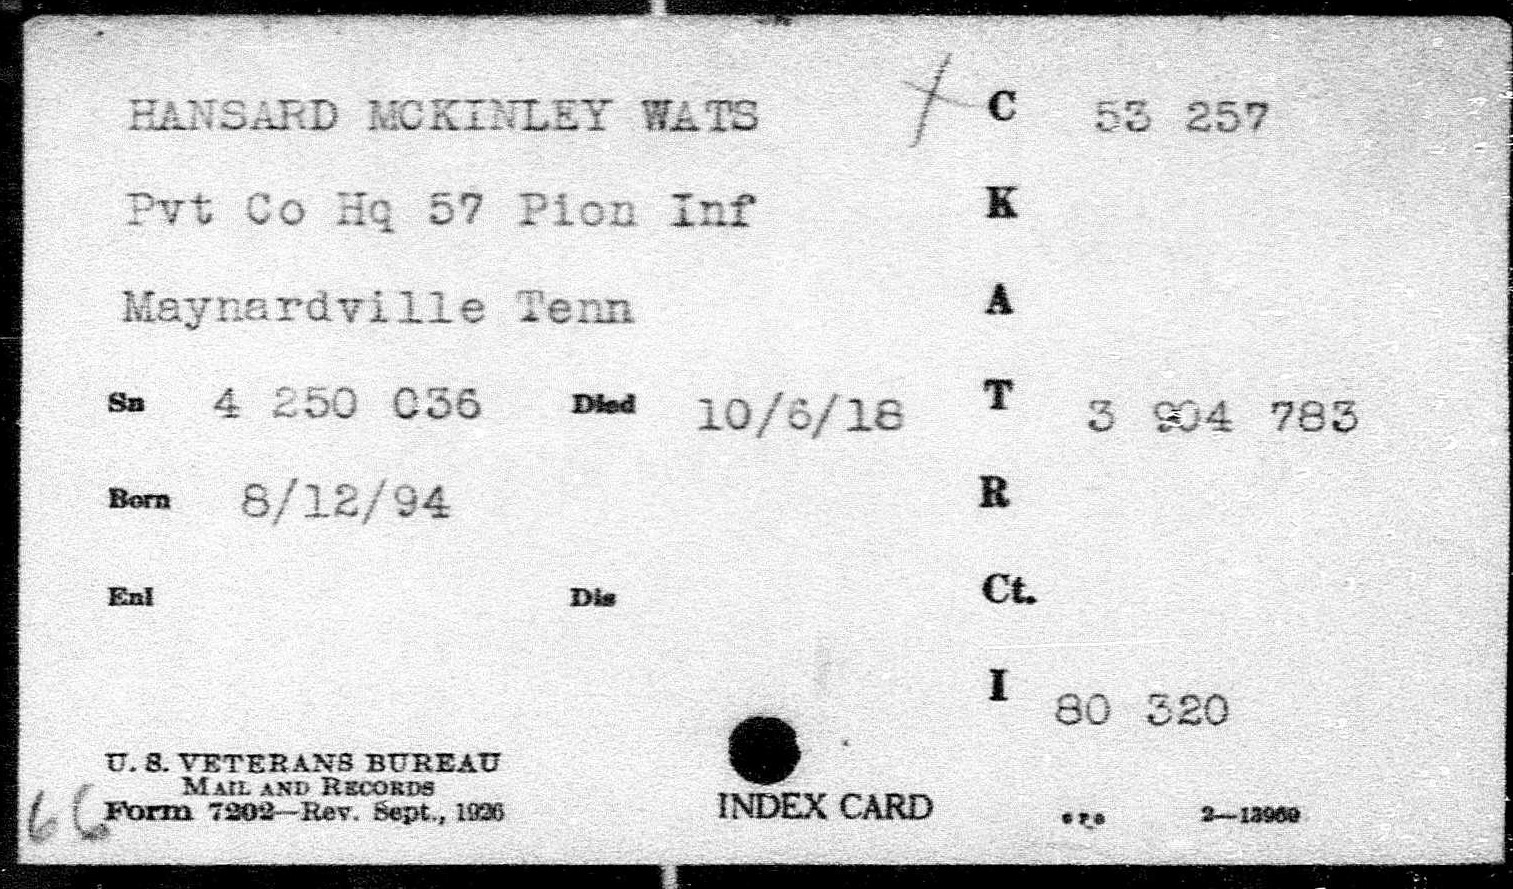 HANSARD MCKINLEY WATS C 53 257
Pvt Co Hq 57 Pion Inf K
Maynardville Tenn A
Sn 4 250 036 Died 10/6/18 T 3 904 783
Born 8/12/94 R
Enl Dis Ct.
I 80 320
U. S. VETERANS BUREAU
MAIL AND RECORDS
66 Form 7202—Rev. Sept., 1926 INDEX CARD 2—13960